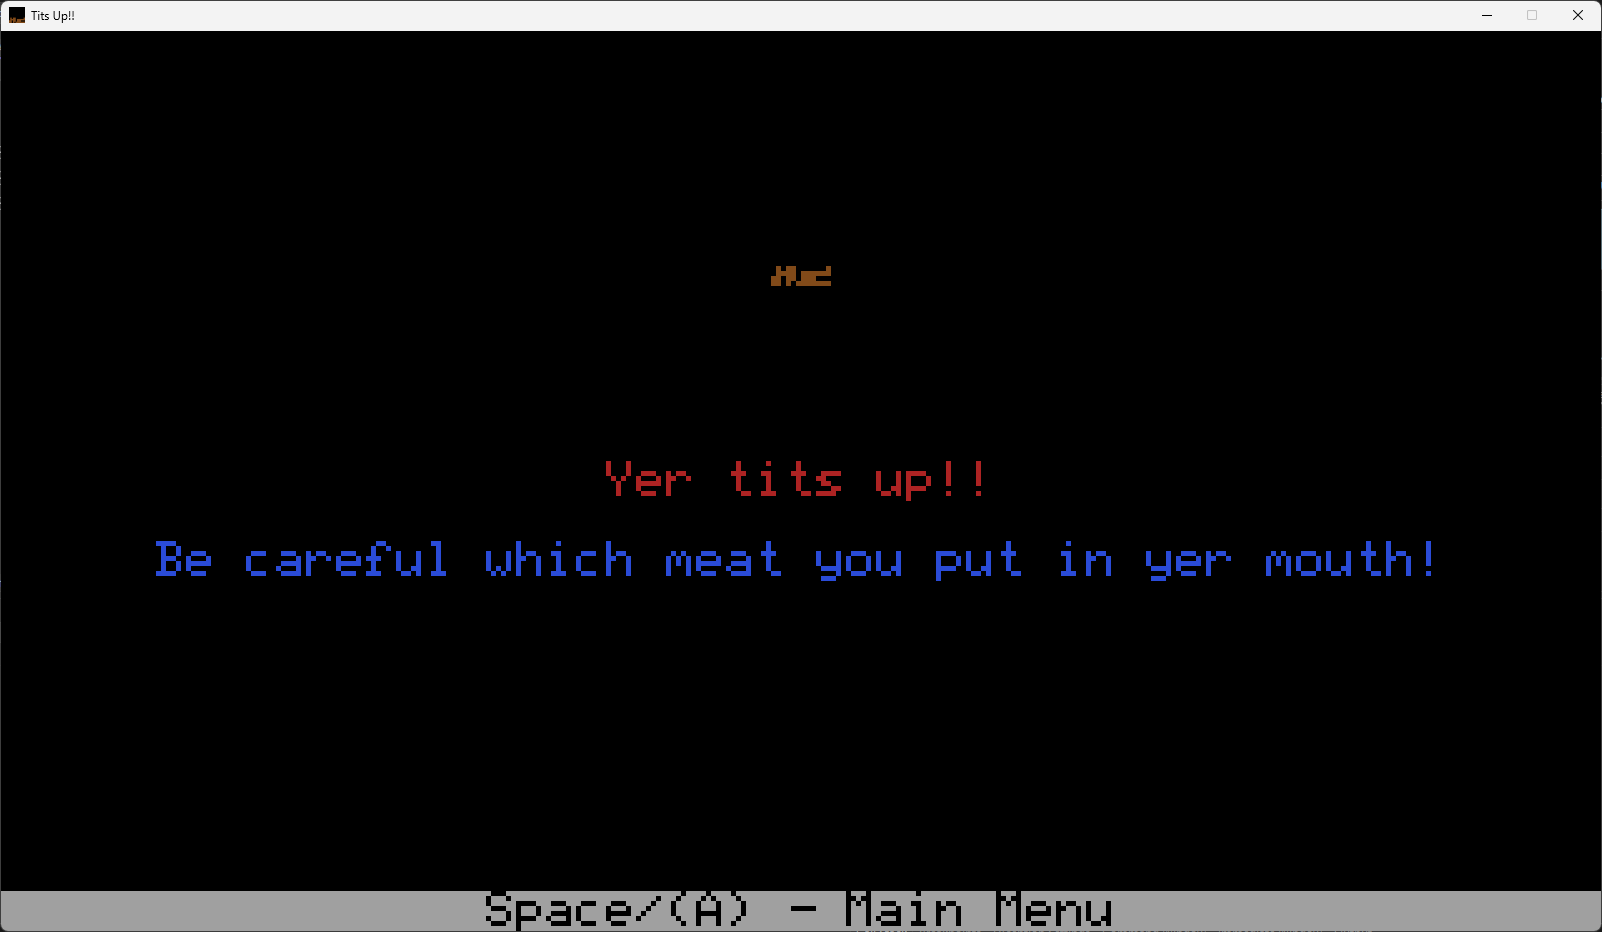 Tits Up!!
Yer tits up!!
Be careful which meat you put in yer mouth!
Space/(A) - Main Menu